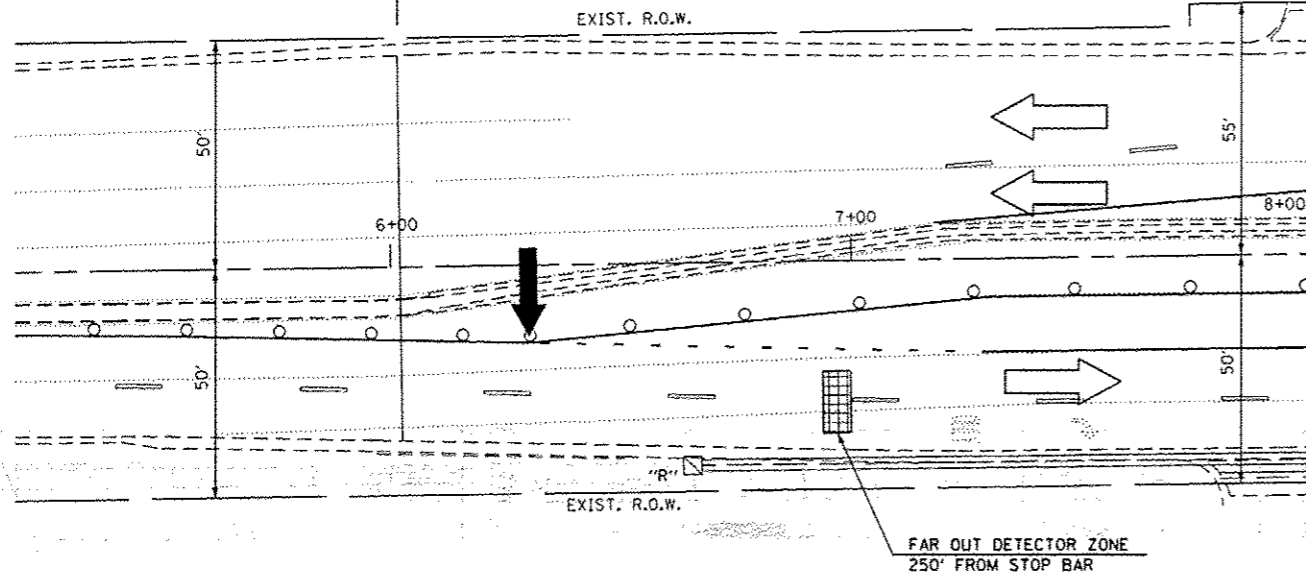 EXIST. R.O.W.
50'
55'
6+00
7+00
8+00
50'
50'
"R"
EXIST. R.O.W.
FAR OUT DETECTOR ZONE
250' FROM STOP BAR